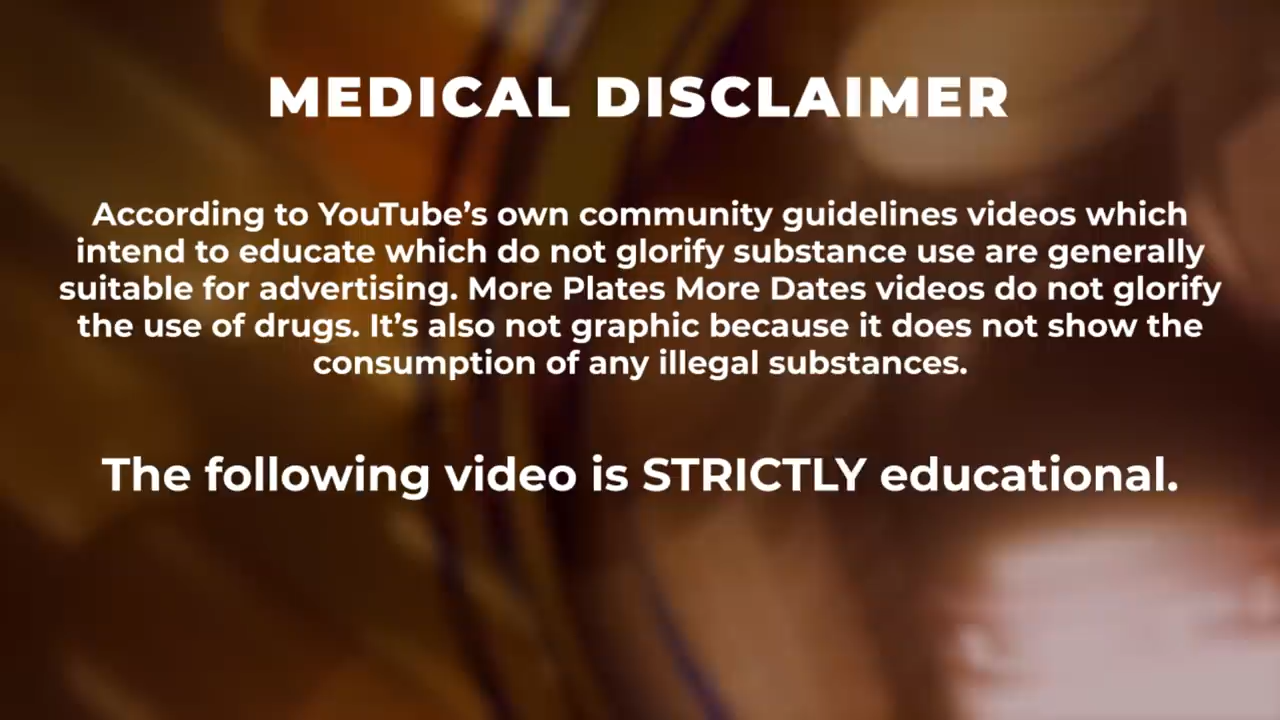 MEDICAL DISCLAIMER
According to YouTube’s own community guidelines videos which
intend to educate which do not glorify substance use are generally
suitable for advertising. More Plates More Dates videos do not glorify
the use of drugs. It’s also not graphic because it does not show the
consumption of any illegal substances.
The following video is STRICTLY educational.